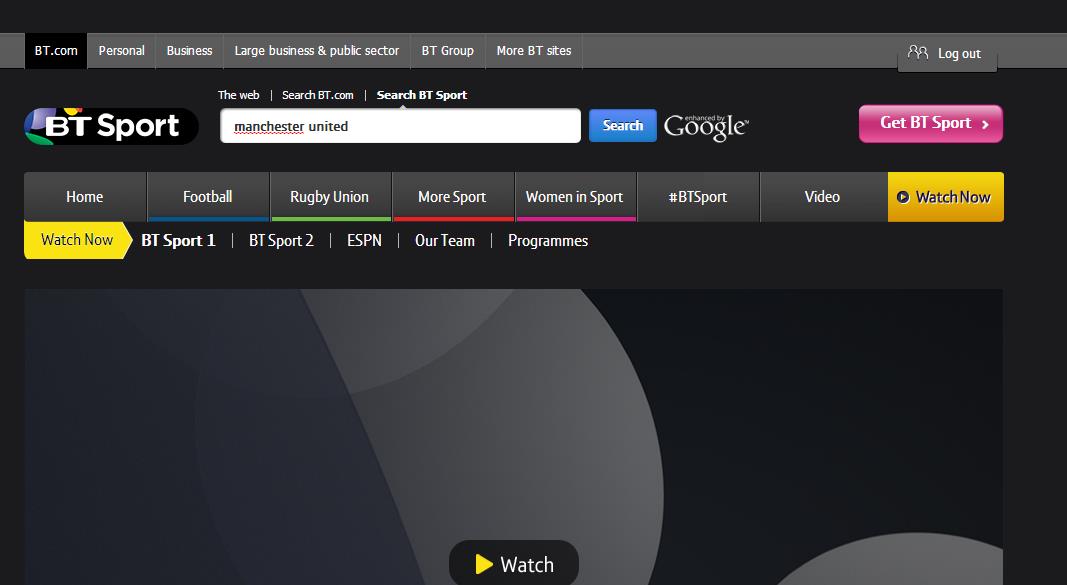 BT.com Personal Business Large business & public sector BT Group More BT sites Log out
The web | Search BT.com | Search BT Sport
BT Sport manchester united Search enhanced by Google™ Get BT Sport
Home Football Rugby Union More Sport Women in Sport #BTSport Video Watch Now
Watch Now BT Sport 1 | BT Sport 2 | ESPN | Our Team | Programmes
Watch